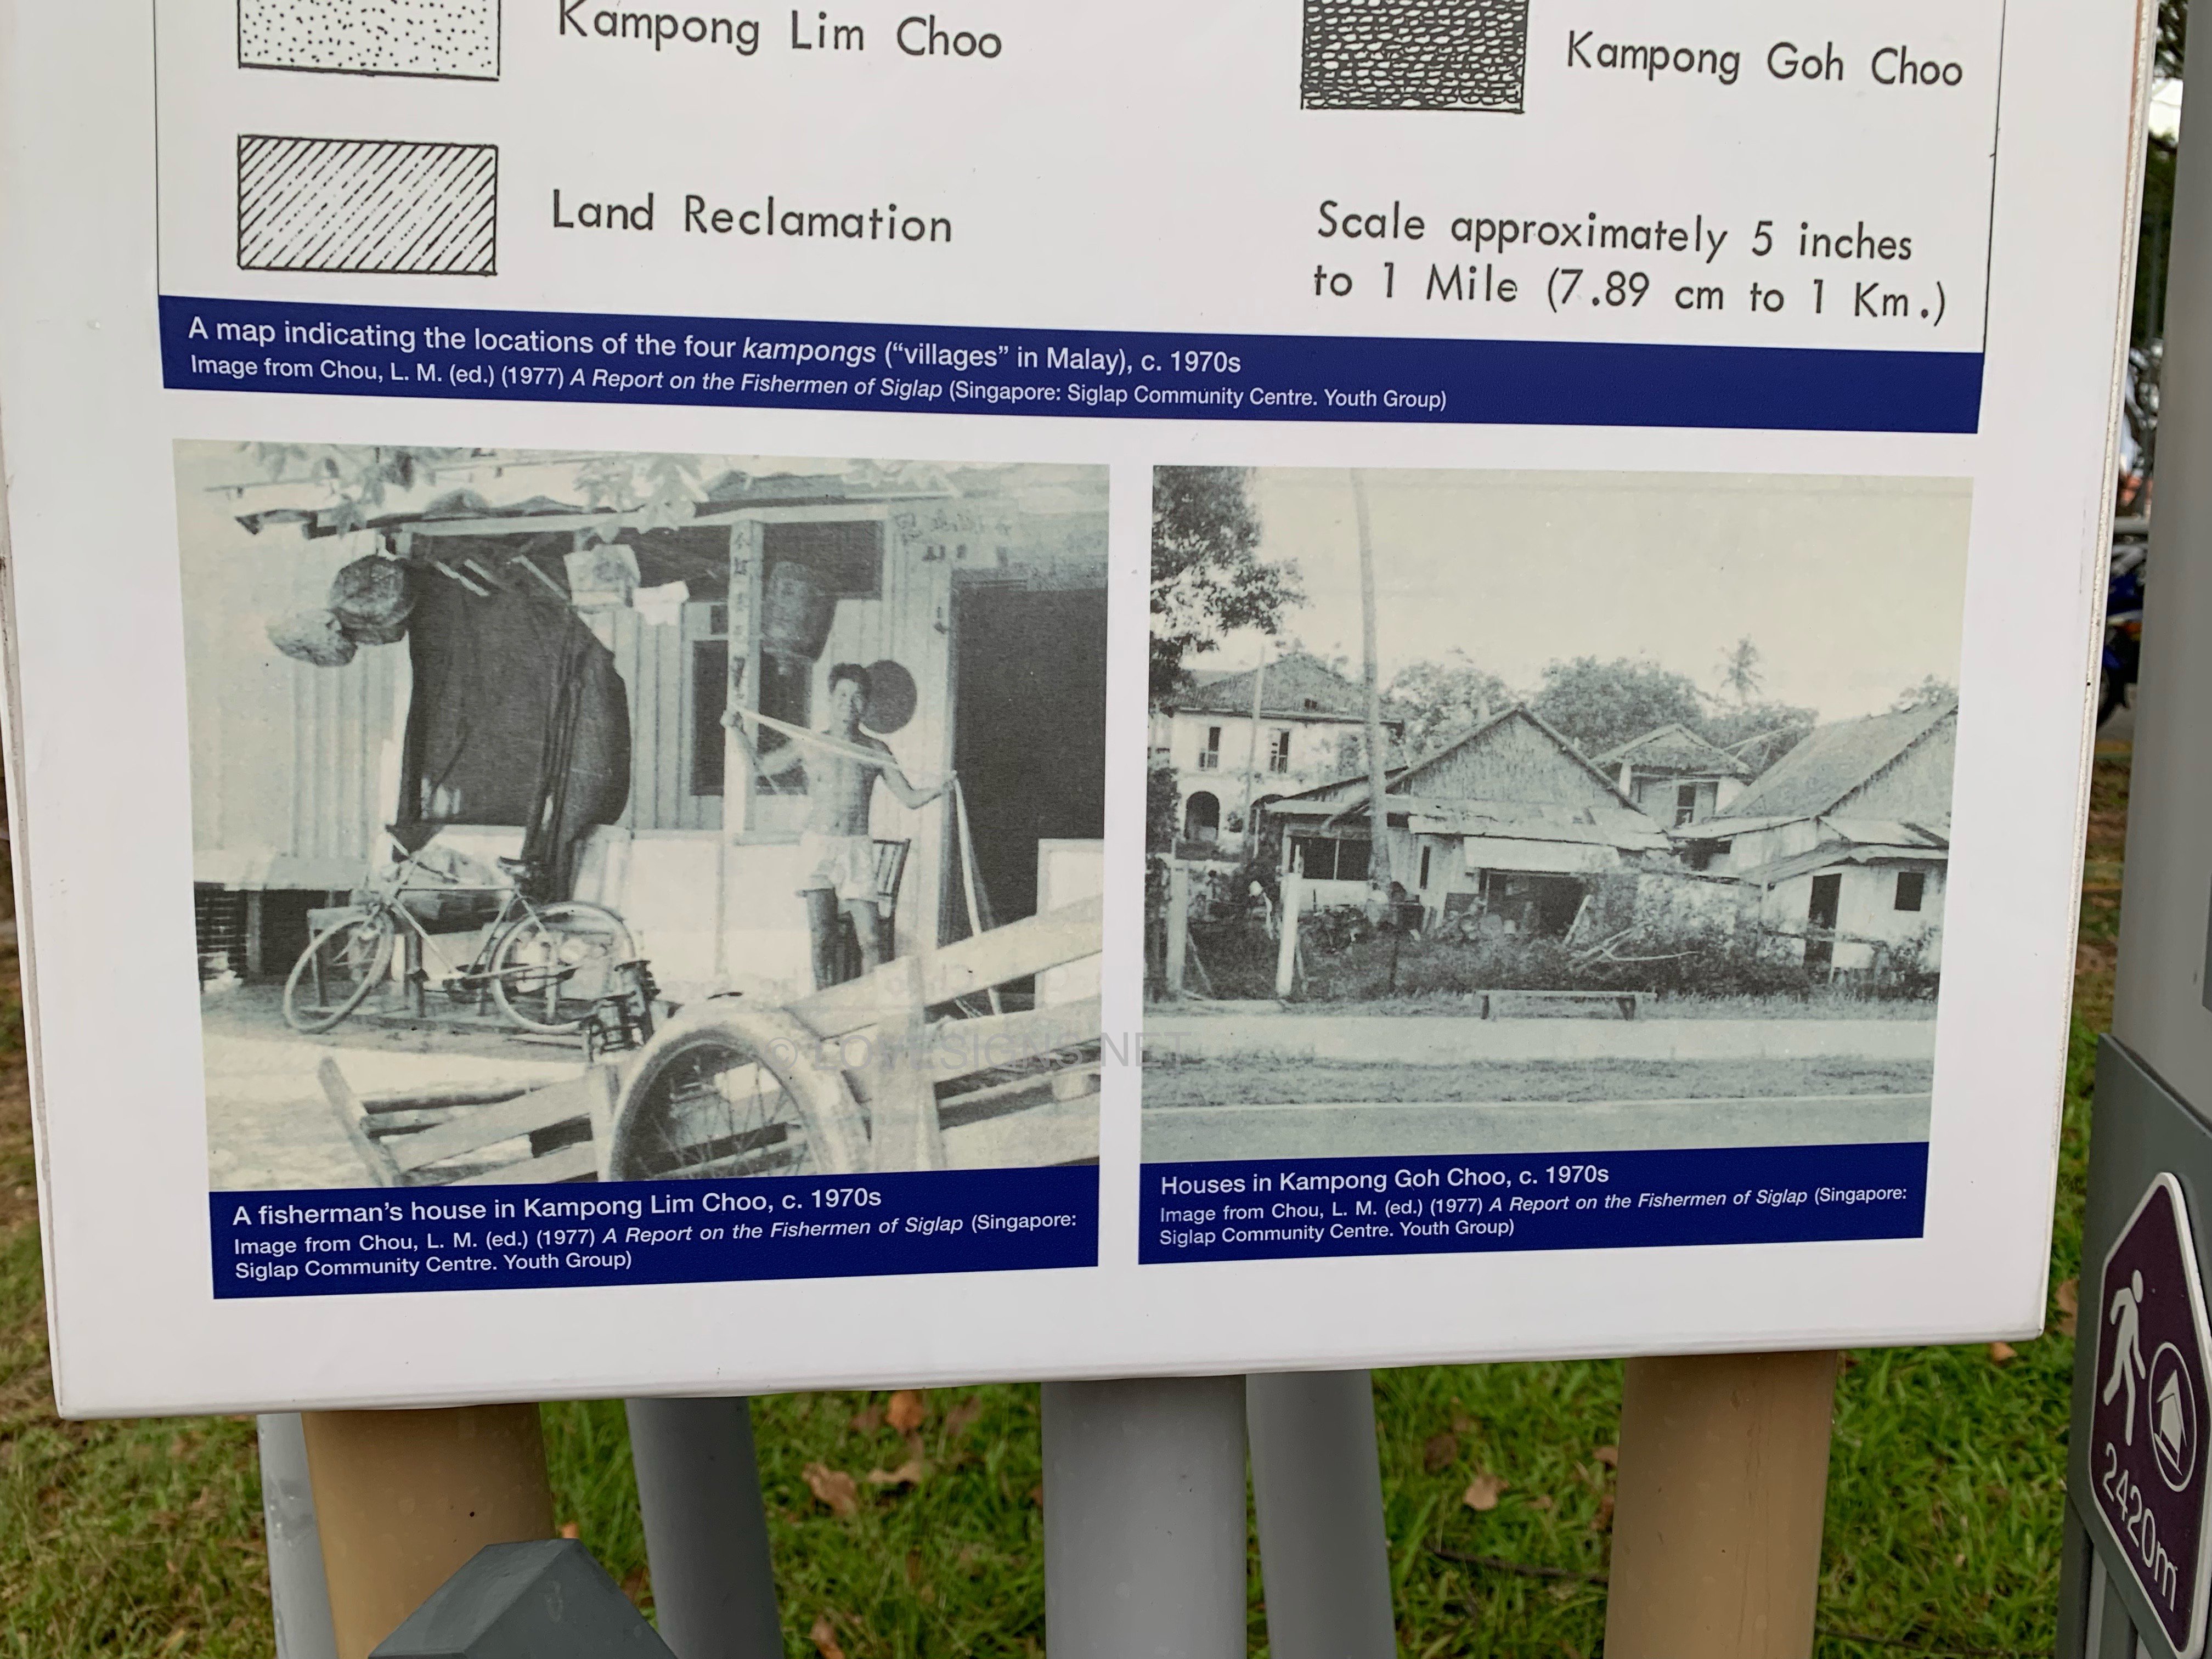 Kampong Lim Choo
Kampong Goh Choo
Land Reclamation
Scale approximately 5 inches
to 1 Mile (7.89 cm to 1 Km.)
A map indicating the locations of the four kampongs (“villages” in Malay), c. 1970s
Image from Chou, L. M. (ed.) (1977) A Report on the Fishermen of Siglap (Singapore: Siglap Community Centre. Youth Group)
A fisherman’s house in Kampong Lim Choo, c. 1970s
Image from Chou, L. M. (ed.) (1977) A Report on the Fishermen of Siglap (Singapore:
Siglap Community Centre. Youth Group)
Houses in Kampong Goh Choo, c. 1970s
Image from Chou, L. M. (ed.) (1977) A Report on the Fishermen of Siglap (Singapore:
Siglap Community Centre. Youth Group)
2420m